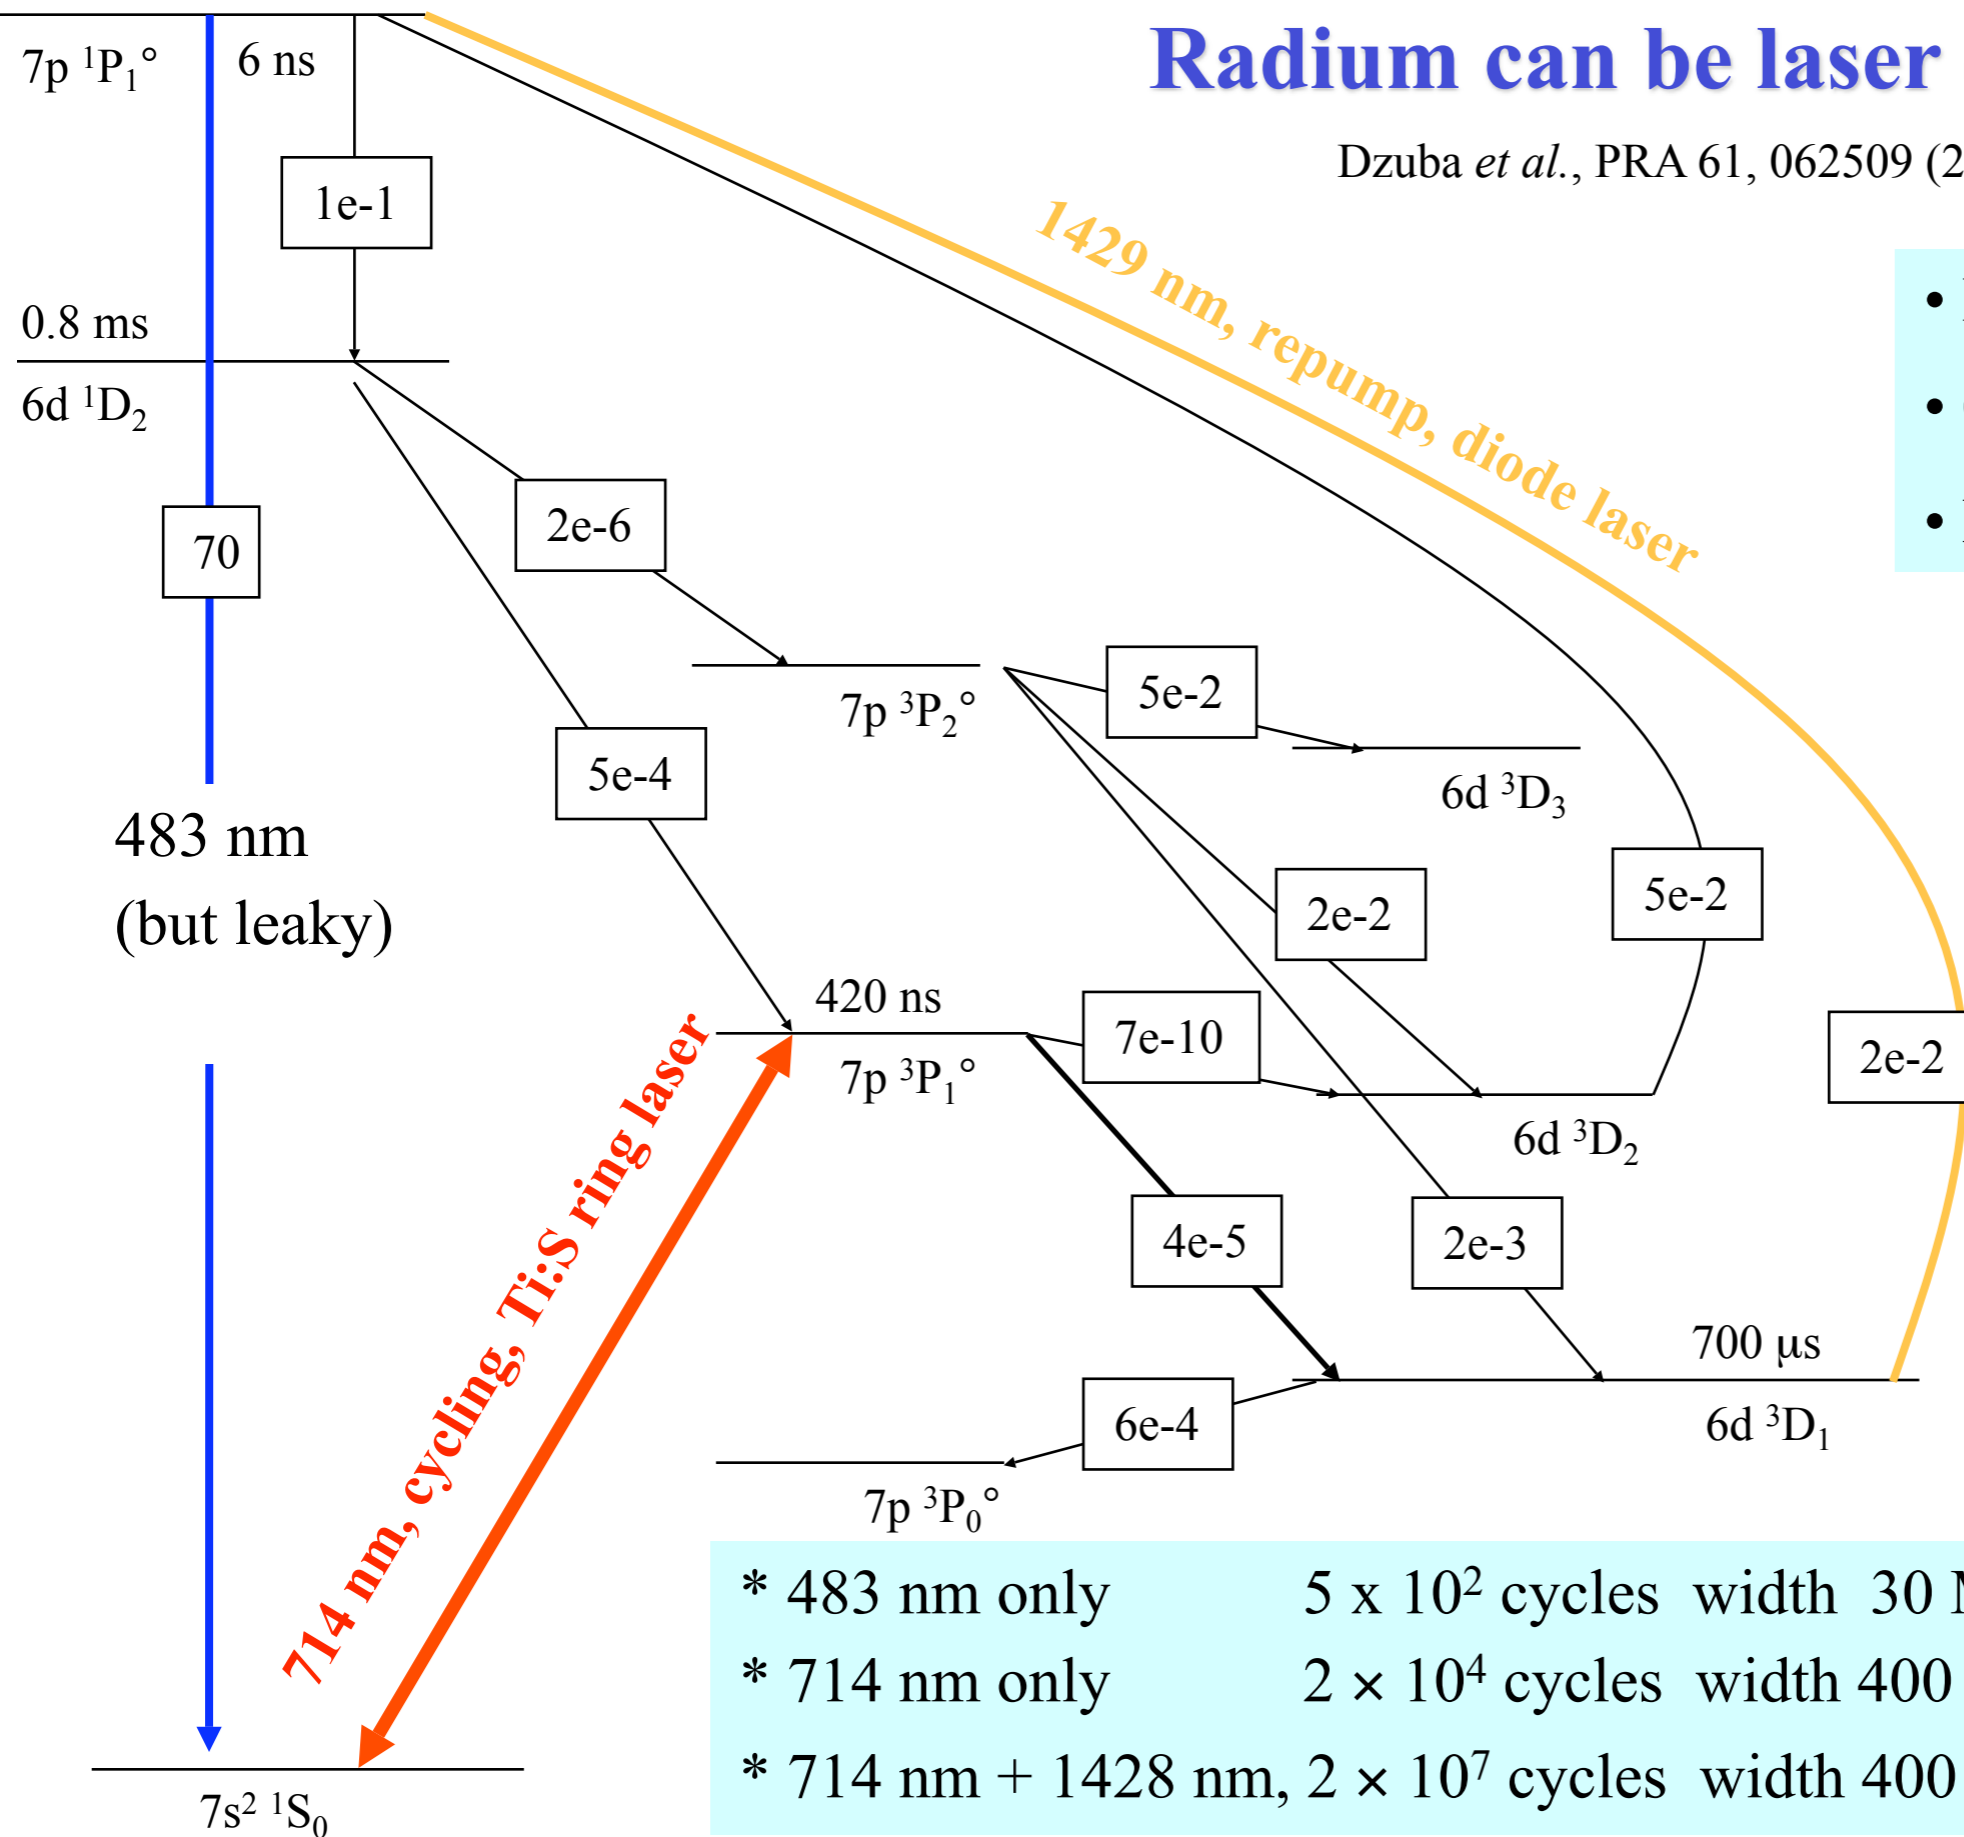 Radium can be laser
Dzuba et al., PRA 61, 062509 (2
7p ¹P₁°
6 ns
1e-1
1429 nm, repump, diode laser
0.8 ms
6d ¹D₂
2e-6
70
7p ³P₂°
5e-2
5e-4
6d ³D₃
483 nm
(but leaky)
2e-2
5e-2
420 ns
7p ³P₁°
7e-10
2e-2
6d ³D₂
714 nm, cycling, Ti:S ring laser
4e-5
2e-3
700 µs
6d ³D₁
6e-4
7p ³P₀°
* 483 nm only 5 x 10² cycles width 30
* 714 nm only 2 × 10⁴ cycles width 400
* 714 nm + 1428 nm, 2 × 10⁷ cycles width 400
7s² ¹S₀